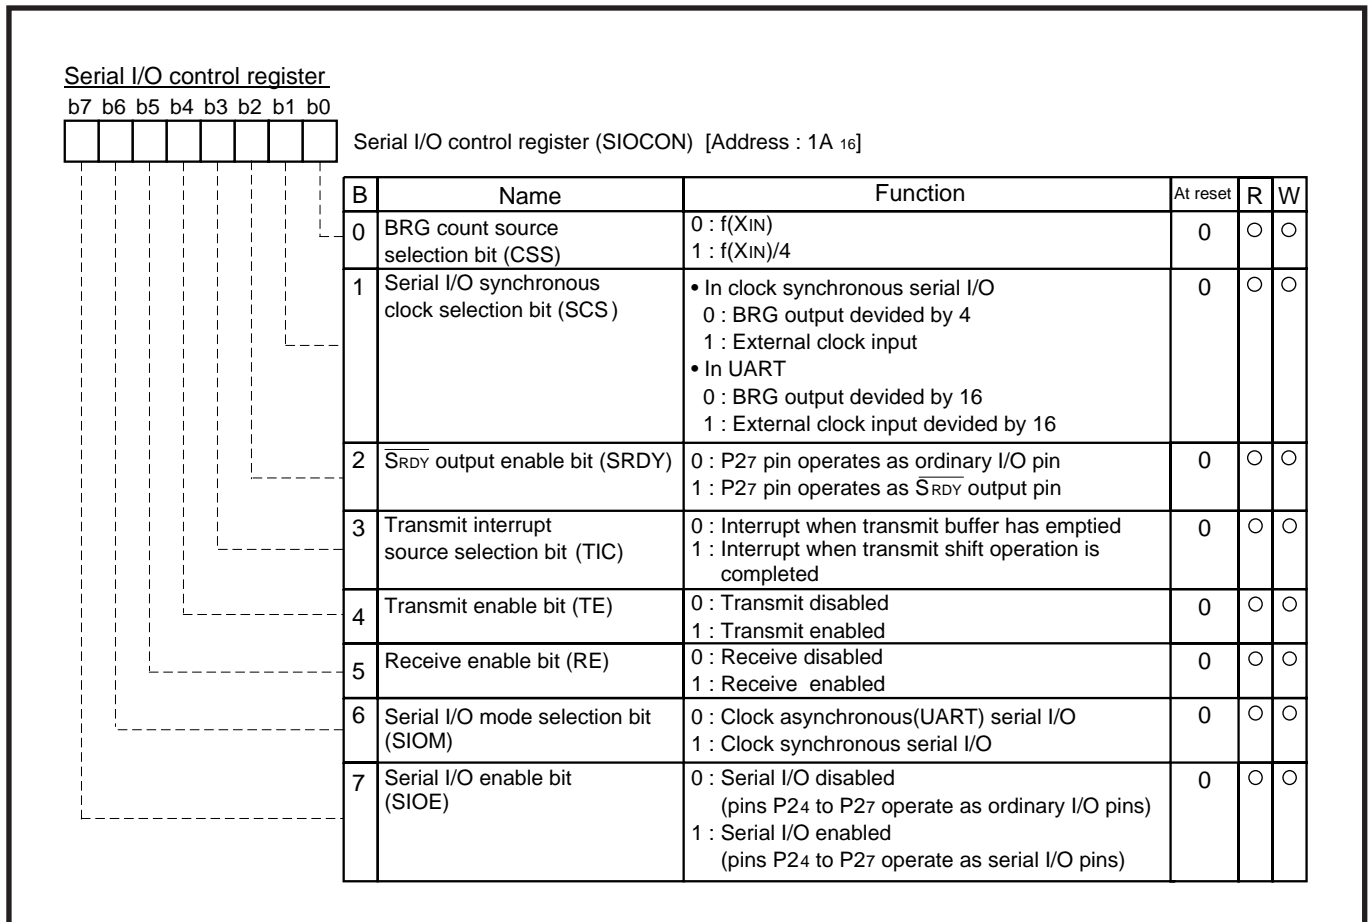 Serial I/O control register
b7 b6 b5 b4 b3 b2 b1 b0
Serial I/O control register (SIOCON) [Address : 1A 16]
B Name Function At reset R W
0 BRG count source selection bit (CSS) 0 : f(XIN) 0 ○ ○
1 : f(XIN)/4
1 Serial I/O synchronous clock selection bit (SCS) • In clock synchronous serial I/O 0 ○ ○
0 : BRG output devided by 4
1 : External clock input
• In UART
0 : BRG output devided by 16
1 : External clock input devided by 16
2 SRDY output enable bit (SRDY) 0 : P27 pin operates as ordinary I/O pin 0 ○ ○
1 : P27 pin operates as SRDY output pin
3 Transmit interrupt source selection bit (TIC) 0 : Interrupt when transmit buffer has emptied 0 ○ ○
1 : Interrupt when transmit shift operation is
completed
4 Transmit enable bit (TE) 0 : Transmit disabled 0 ○ ○
1 : Transmit enabled
5 Receive enable bit (RE) 0 : Receive disabled 0 ○ ○
1 : Receive enabled
6 Serial I/O mode selection bit (SIOM) 0 : Clock asynchronous(UART) serial I/O 0 ○ ○
1 : Clock synchronous serial I/O
7 Serial I/O enable bit (SIOE) 0 : Serial I/O disabled 0 ○ ○
(pins P24 to P27 operate as ordinary I/O pins)
1 : Serial I/O enabled
(pins P24 to P27 operate as serial I/O pins)